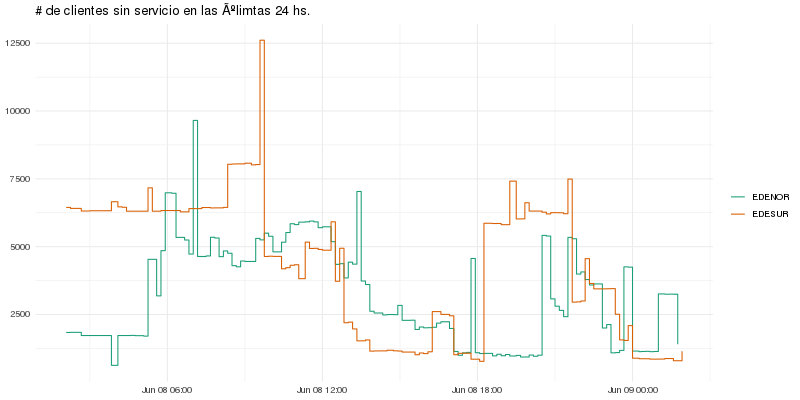 # de clientes sin servicio en las Ãºlimtas 24 hs.
12500
10000
7500
5000
2500
Jun 08 06:00
Jun 08 12:00
Jun 08 18:00
Jun 09 00:00
EDENOR
EDESUR